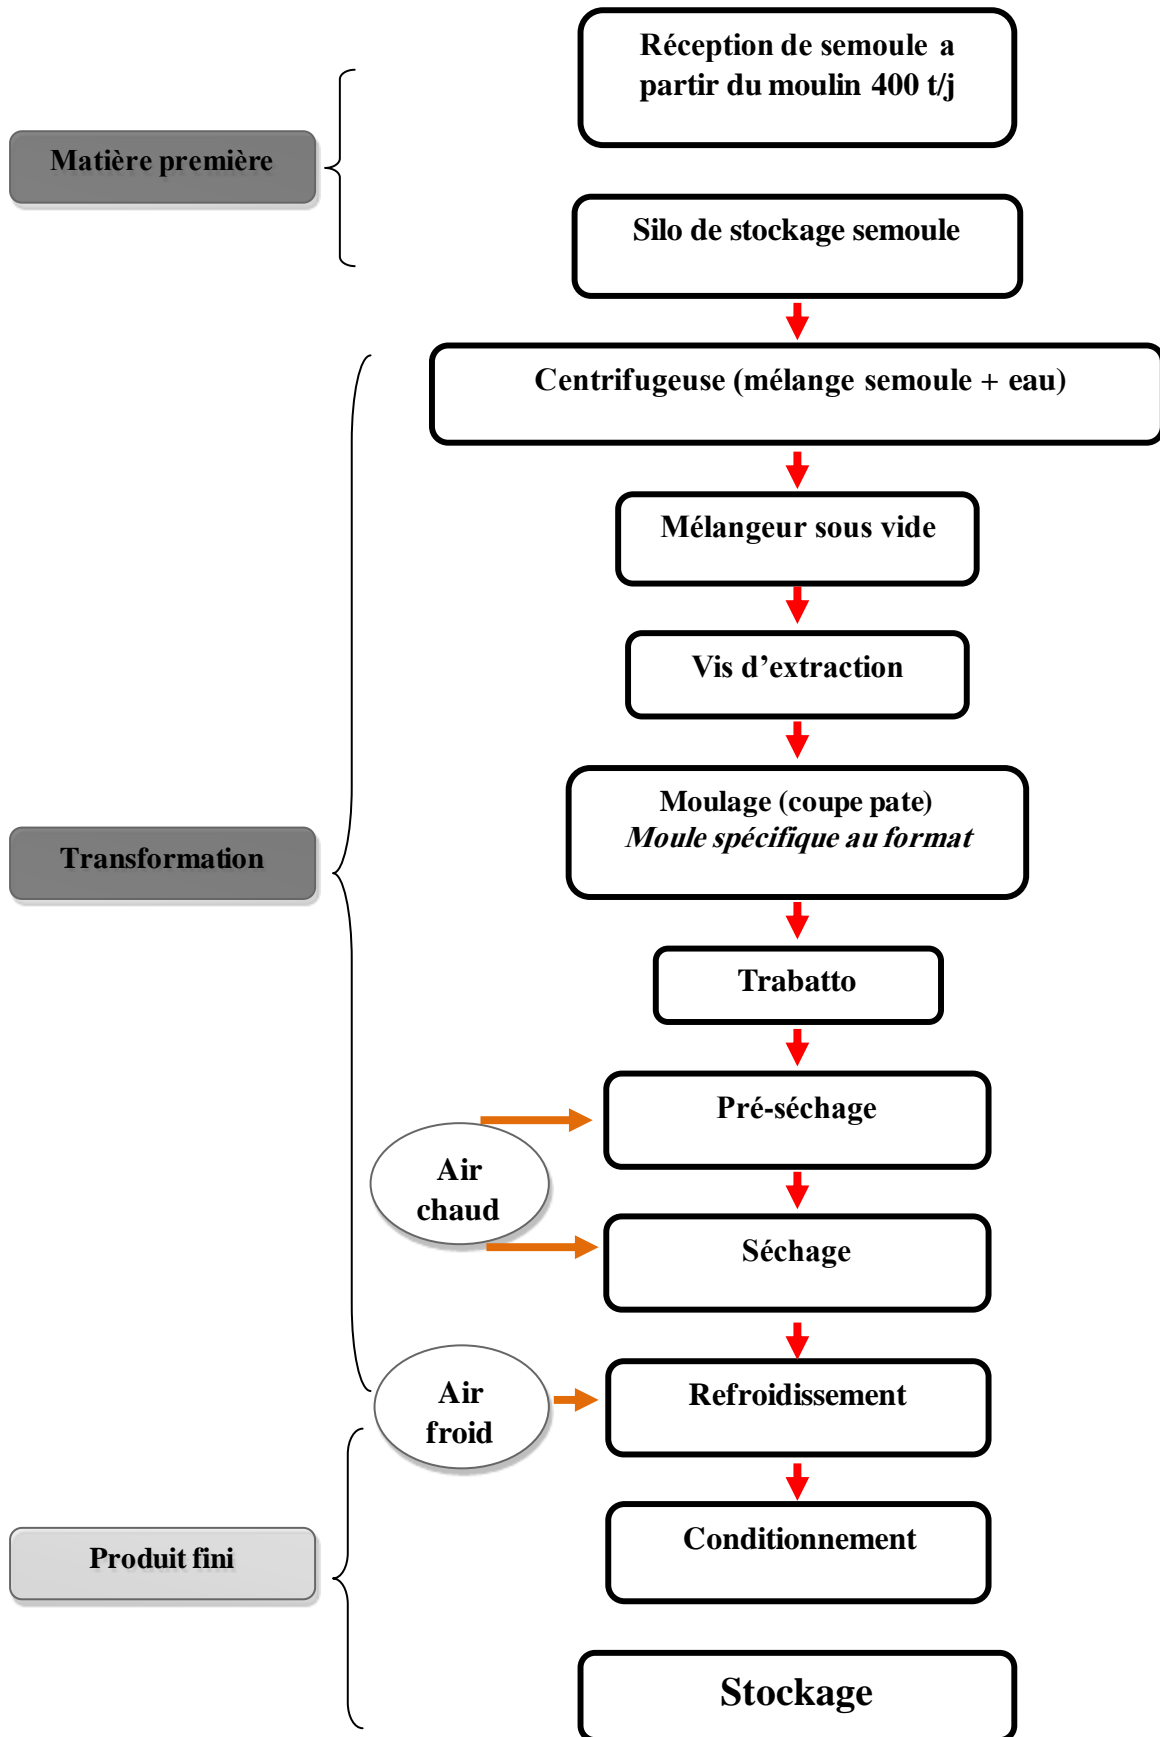 Réception de semoule a
partir du moulin 400 t/j
Matière première
Silo de stockage semoule
Centrifugeuse (mélange semoule + eau)
Mélangeur sous vide
Vis d’extraction
Moulage (coupe pate)
Moule spécifique au format
Transformation
Trabatto
Pré-séchage
Air
chaud
Séchage
Air
froid
Refroidissement
Conditionnement
Produit fini
Stockage